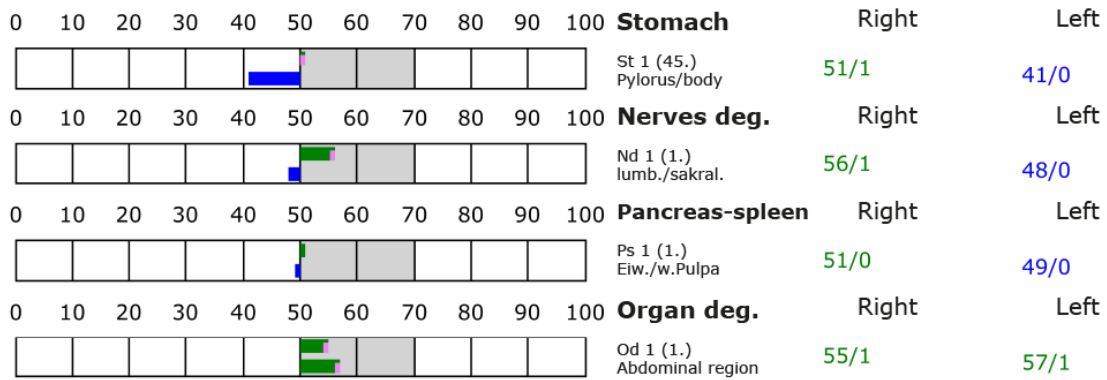 0 10 20 30 40 50 60 70 80 90 100 Stomach Right Left
St 1 (45.)
Pylorus/body
51/1 41/0
0 10 20 30 40 50 60 70 80 90 100 Nerves deg. Right Left
Nd 1 (1.)
lumb./sakral.
56/1 48/0
0 10 20 30 40 50 60 70 80 90 100 Pancreas-spleen Right Left
Ps 1 (1.)
Eiw./w.Pulpa
51/0 49/0
0 10 20 30 40 50 60 70 80 90 100 Organ deg. Right Left
Od 1 (1.)
Abdominal region
55/1 57/1